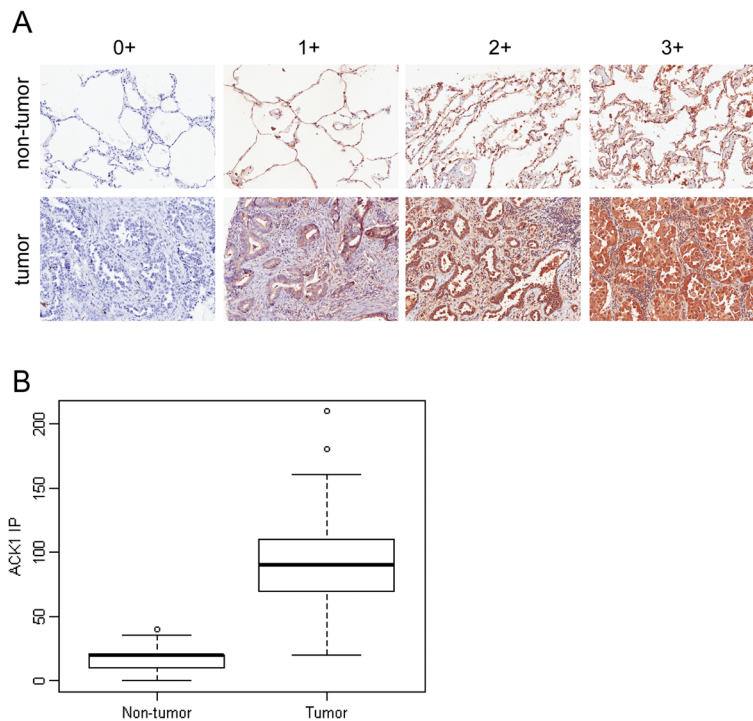 A
0+ 1+ 2+ 3+
non-tumor
tumor
B
ACK1 IP
200
150
100
50
0
Non-tumor Tumor